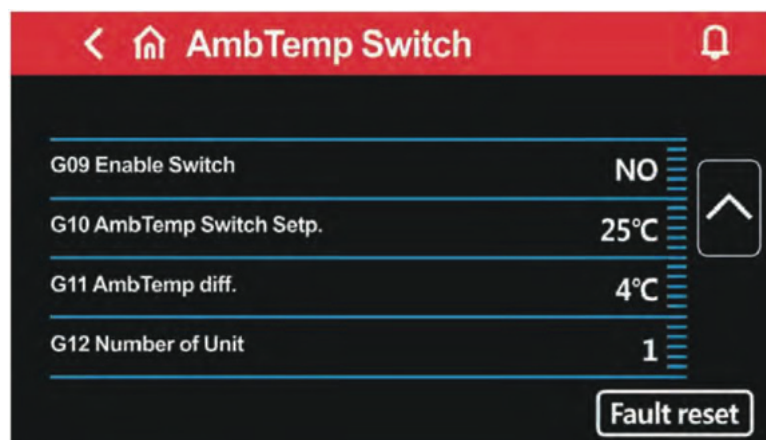 AmbTemp Switch
G09 Enable Switch NO
G10 AmbTemp Switch Setp. 25°C
G11 AmbTemp diff. 4°C
G12 Number of Unit 1
Fault reset